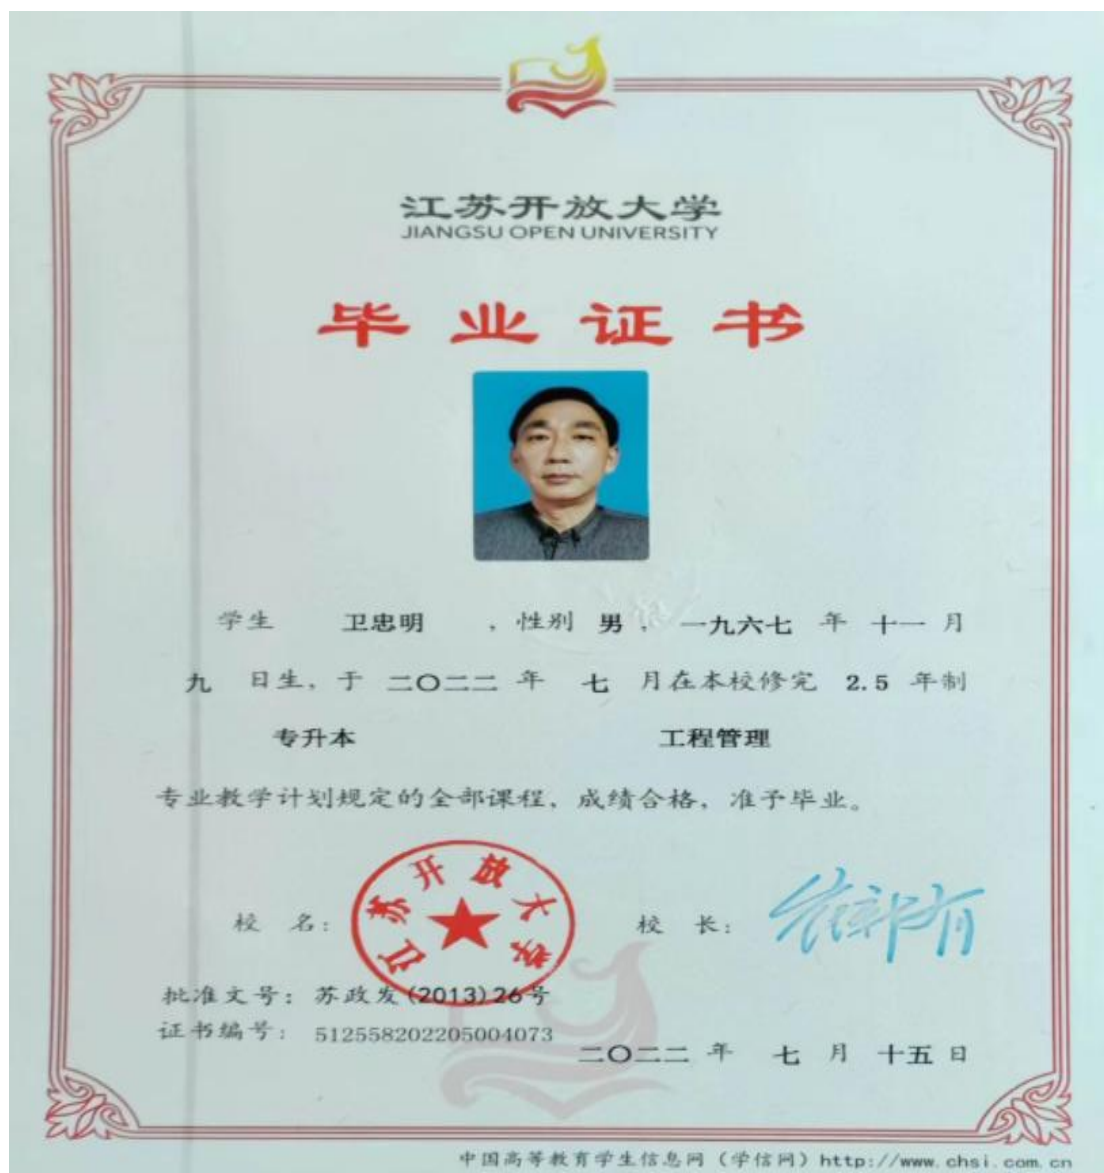 江苏开放大学
JIANGSU OPEN UNIVERSITY
毕业证书
学生 卫忠明 ，性别 男 ， 一九六七 年 十一 月
九 日生，于 二〇二二 年 七 月在本校修完 2.5 年制
专升本 工程管理
专业教学计划规定的全部课程、成绩合格，准予毕业。
江苏开放大学
校 名： 校 长：
批准文号：苏政发(2013)26号
证书编号：512558202205004073
二〇二二 年 七 月 十五 日
中国高等教育学生信息网（学信网）http://www.chsi.com.cn